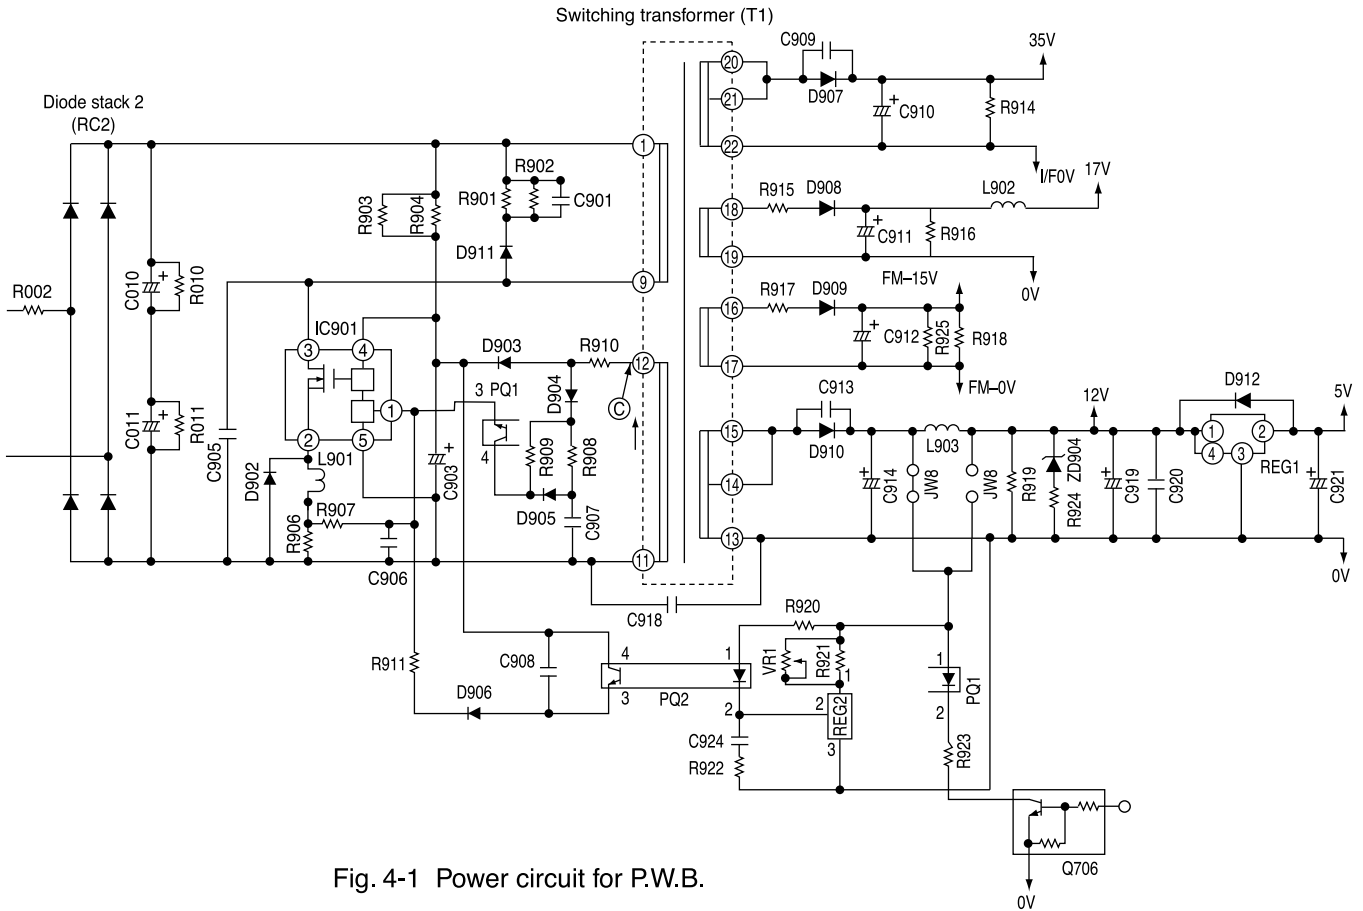 Switching transformer (T1)
Diode stack 2
(RC2)
C909
35V
20
D907
21
C910
R914
22
I/F0V
1
R903
R904
R902
R901
C901
D911
R915
D908
L902
17V
18
C911
R916
19
0V
R002
C010
R010
9
FM–15V
R917
D909
16
C912
R925
R918
17
FM–0V
IC901
3
4
1
2
5
D903
R910
12
3 PQ1
4
D904
C
C913
12V
D912
5V
15
D910
L903
1
2
4
3
REG1
C011
R011
C905
D902
L901
C903
R909
R908
14
C914
JW8
JW8
R919
ZD904
R924
C919
C920
C921
D905
C907
R906
R907
C906
13
11
0V
C918
R911
C908
D906
4
3
PQ2
1
2
R920
VR1
R921
1
2
3
REG2
C924
R922
1
PQ1
2
R923
Q706
0V
Fig. 4-1 Power circuit for P.W.B.